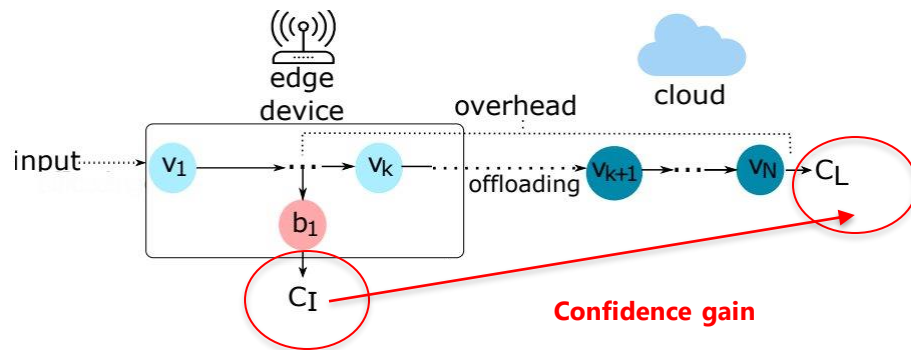 edge
device
cloud
overhead
input
v1
...
vk
offloading
vk+1
...
vN
CL
b1
CI
Confidence gain